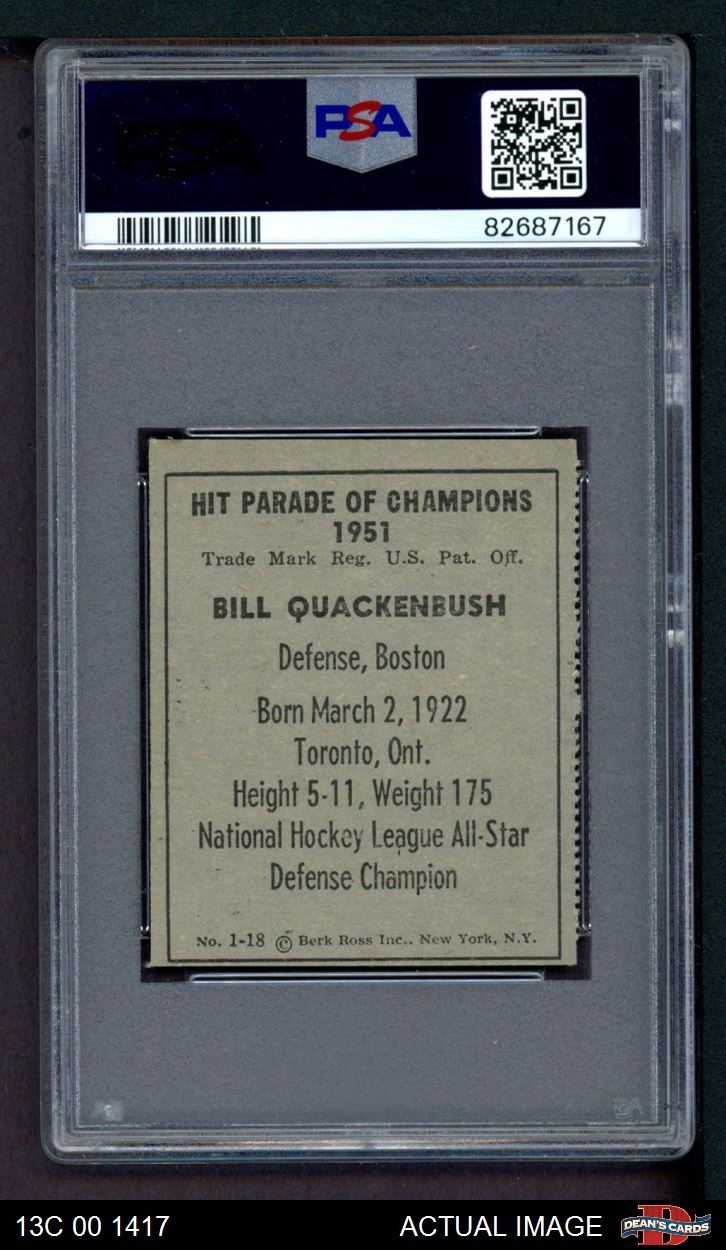 PSA
PSA
82687167
HIT PARADE OF CHAMPIONS
1951
Trade Mark Reg. U.S. Pat. Off.
BILL QUACKENBUSH
Defense, Boston
Born March 2, 1922
Toronto, Ont.
Height 5-11, Weight 175
National Hockey League All-Star
Defense Champion
No. 1-18 © Berk Ross Inc., New York, N.Y.
13C 00 1417
ACTUAL IMAGE
D
DEAN'S CARDS